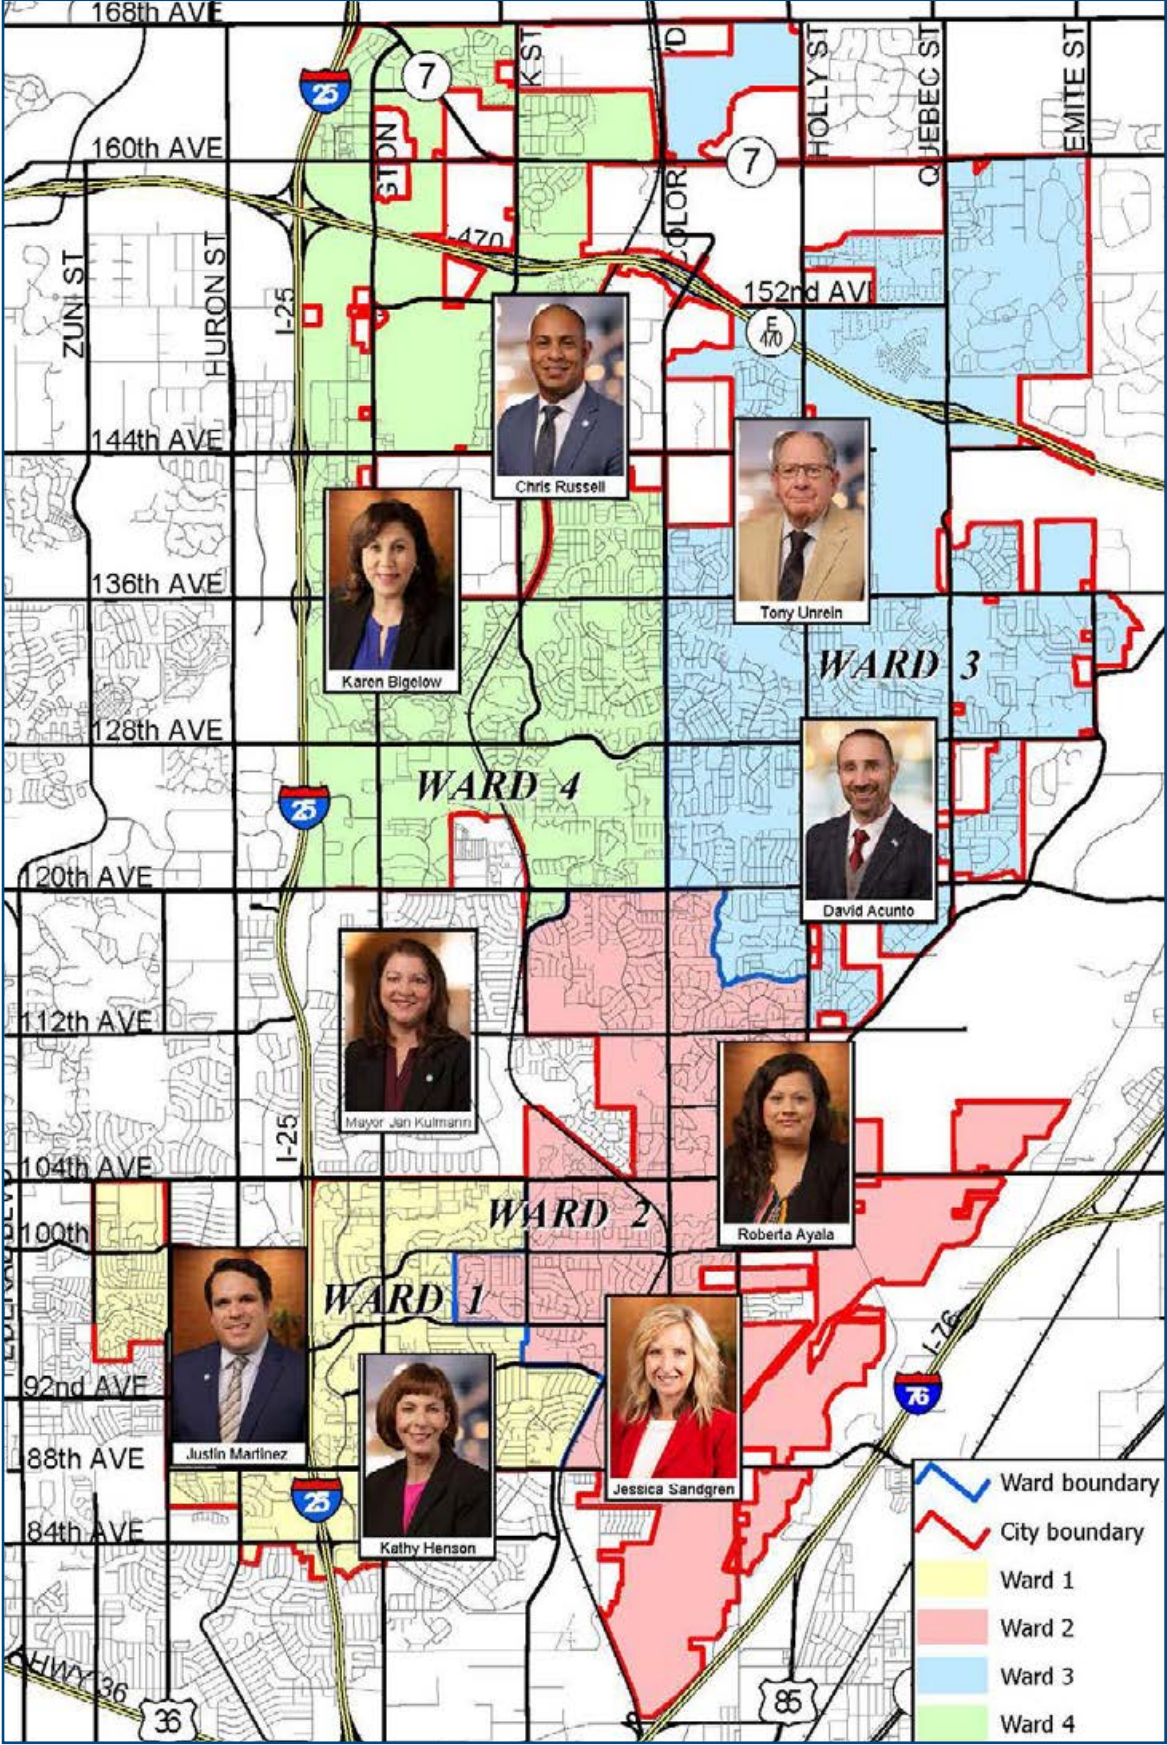 168th AVE
7
K ST
HOLLY ST
QUEBEC ST
EMITE ST
25
160th AVE
GTON
7
COLOR
-470
ZUNI ST
HURON ST
I-25
152nd AVE
E
470
144th AVE
Chris Russell
136th AVE
Tony Unrein
Karen Bigelow
WARD 3
128th AVE
WARD 4
25
120th AVE
David Acunto
112th AVE
Mayor Jan Kulmann
I-25
104th AVE
WARD 2
100th
Roberta Ayala
WARD 1
I-76
92nd AVE
76
Justin Martinez
88th AVE
Jessica Sandgren
25
84th AVE
Kathy Henson
HWY 36
36
85
Ward boundary
City boundary
Ward 1
Ward 2
Ward 3
Ward 4